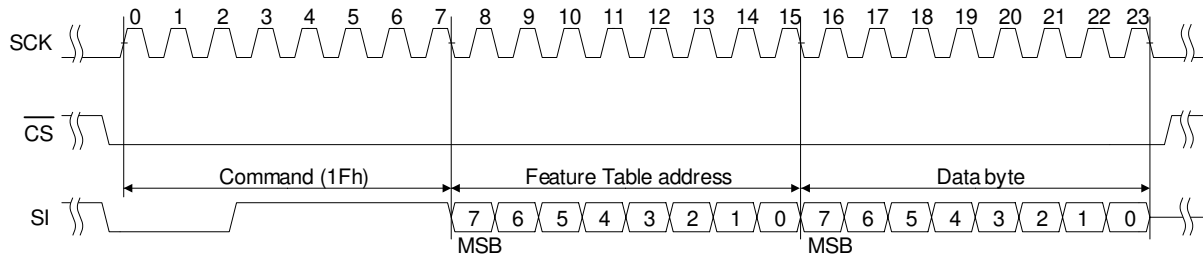 0 1 2 3 4 5 6 7 8 9 10 11 12 13 14 15 16 17 18 19 20 21 22 23
SCK
CS
Command (1Fh) Feature Table address Data byte
SI 7 6 5 4 3 2 1 0 7 6 5 4 3 2 1 0
MSB MSB